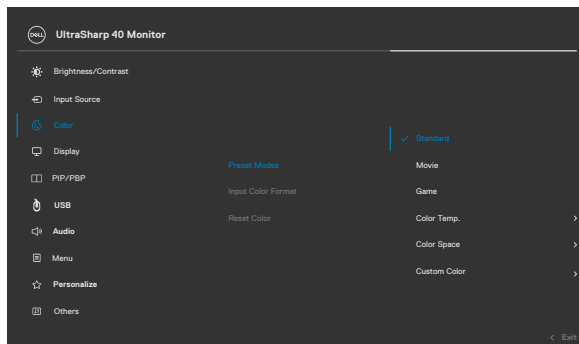 DELL UltraSharp 40 Monitor
Brightness/Contrast
Input Source
Color
Standard
Display
Preset Modes
Movie
PIP/PBP
Input Color Format
Game
USB
Reset Color
Color Temp. >
Audio
Color Space >
Menu
Custom Color >
Personalize
Others
< Exit